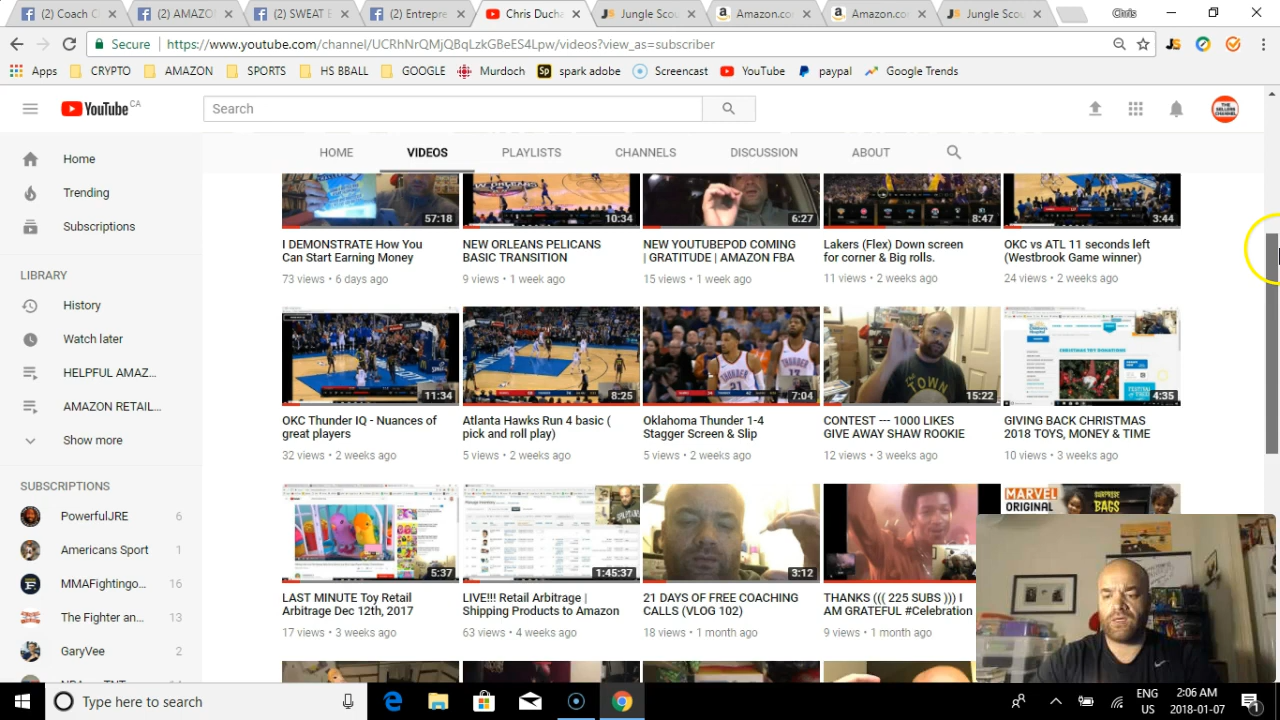 (2) Coach C
(2) AMAZO
(2) SWEAT E
(2) Entrepre
Chris Ducha
Jungle Scou
Amazon.com
Amazon.com
Jungle Scou
Chris
Secure
https://www.youtube.com/channel/UCRhNrQMjQBqLzkGBeES4Lpw/videos?view_as=subscriber
Apps
CRYPTO
AMAZON
SPORTS
HS BBALL
GOOGLE
Murdoch
Sp
spark adobe
Screencast
YouTube
paypal
Google Trends
YouTube CA
Search
THE
SELLING
CHANNEL
HOME
VIDEOS
PLAYLISTS
CHANNELS
DISCUSSION
ABOUT
Home
Trending
Subscriptions
LIBRARY
History
Watch later
HELPFUL AMAZ...
AMAZON RETAIL...
Show more
SUBSCRIPTIONS
PowerfulJRE 6
Americans Sport 1
MMAFightingo... 16
The Fighter an... 13
GaryVee 2
57:18
I DEMONSTRATE How You
Can Start Earning Money
73 views • 6 days ago
10:34
NEW ORLEANS PELICANS
BASIC TRANSITION
9 views • 1 week ago
6:27
NEW YOUTUBEPOD COMING
| GRATITUDE | AMAZON FBA
15 views • 1 week ago
8:47
Lakers (Flex) Down screen
for corner & Big rolls.
11 views • 2 weeks ago
3:44
OKC vs ATL 11 seconds left
(Westbrook Game winner)
24 views • 2 weeks ago
11:34
OKC Thunder IQ - Nuances of
great players
32 views • 2 weeks ago
8:25
Atlanta Hawks Run 4 basic (
pick and roll play)
5 views • 2 weeks ago
7:04
Oklahoma Thunder 1-4
Stagger Screen & Slip
5 views • 2 weeks ago
TOWN
15:22
CONTEST --- 1000 LIKES
GIVE AWAY SHAW ROOKIE
12 views • 3 weeks ago
CHRISTMAS TOY DONATIONS
4:35
GIVING BACK CHRISTMAS
2018 TOYS, MONEY & TIME
10 views • 3 weeks ago
5:37
LAST MINUTE Toy Retail
Arbitrage Dec 12th, 2017
17 views • 3 weeks ago
1:45:37
LIVE!!! Retail Arbitrage |
Shipping Products to Amazon
63 views • 4 weeks ago
3:12
21 DAYS OF FREE COACHING
CALLS (VLOG 102)
18 views • 1 month ago
THANKS ((( 225 SUBS ))) I
AM GRATEFUL #Celebration
9 views • 1 month ago
MARVEL
ORIGINAL
SURPRISE
BAGS
Type here to search
ENG
US
2:06 AM
2018-01-07
1